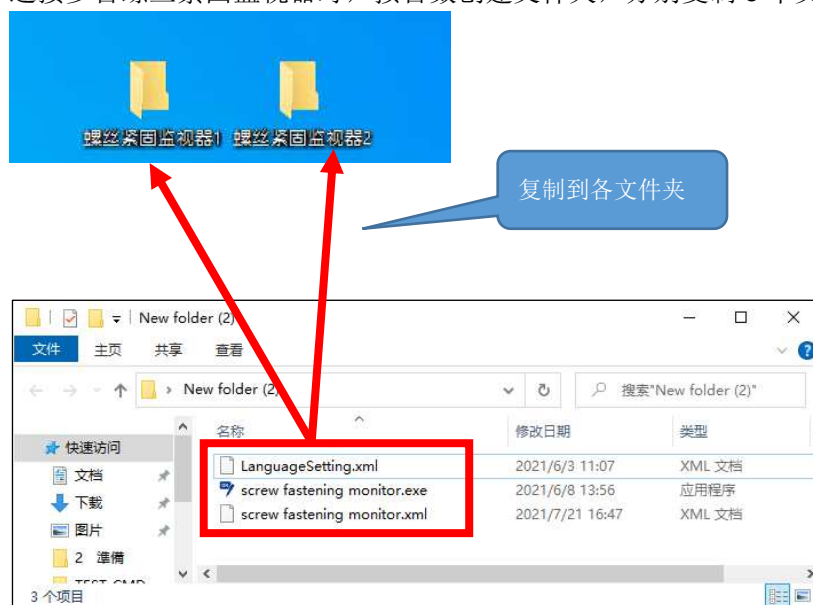 螺丝紧固监视器1 螺丝紧固监视器2
复制到各文件夹
New folder (2)
文件 主页 共享 查看
New folder (2) 搜索"New folder (2)"
名称 修改日期 类型
快速访问
文档
下载
图片
2 準備
LanguageSetting.xml 2021/6/3 11:07 XML 文档
screw fastening monitor.exe 2021/6/8 13:56 应用程序
screw fastening monitor.xml 2021/7/21 16:47 XML 文档
3 个项目